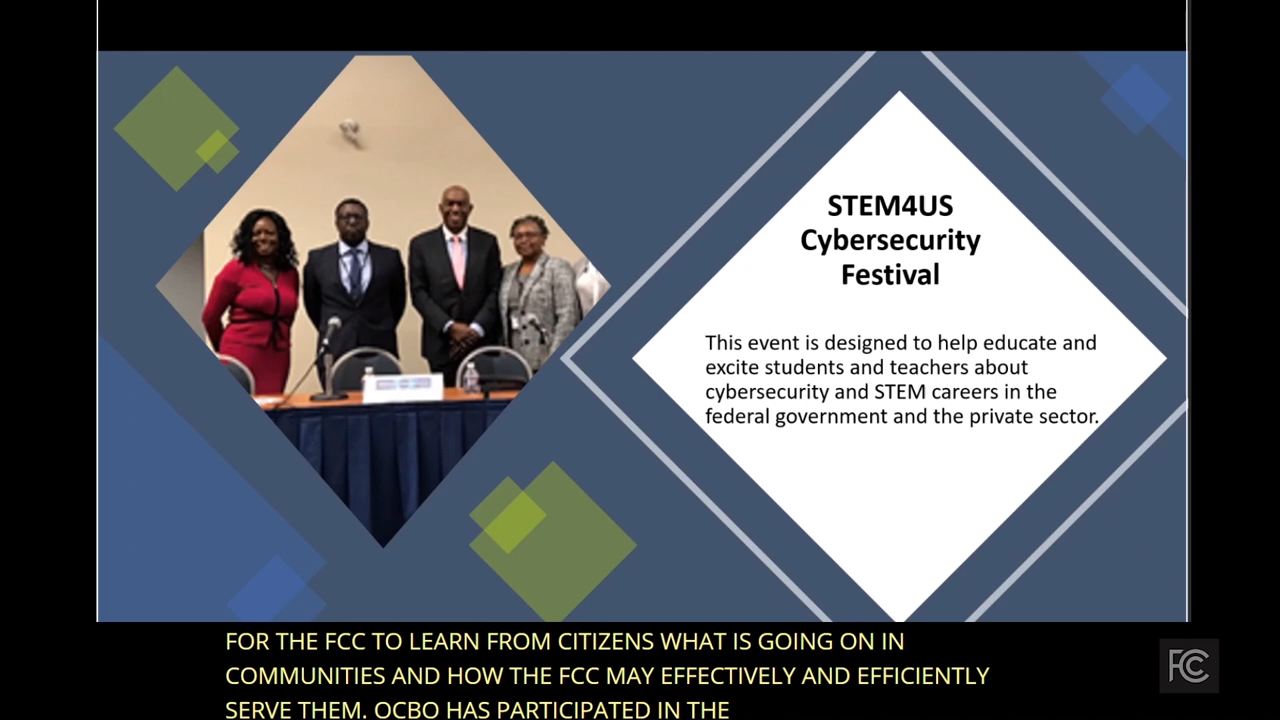 STEM4US
Cybersecurity
Festival
This event is designed to help educate and
excite students and teachers about
cybersecurity and STEM careers in the
federal government and the private sector.
FOR THE FCC TO LEARN FROM CITIZENS WHAT IS GOING ON IN
COMMUNITIES AND HOW THE FCC MAY EFFECTIVELY AND EFFICIENTLY
SERVE THEM. OCBO HAS PARTICIPATED IN THE
FCC